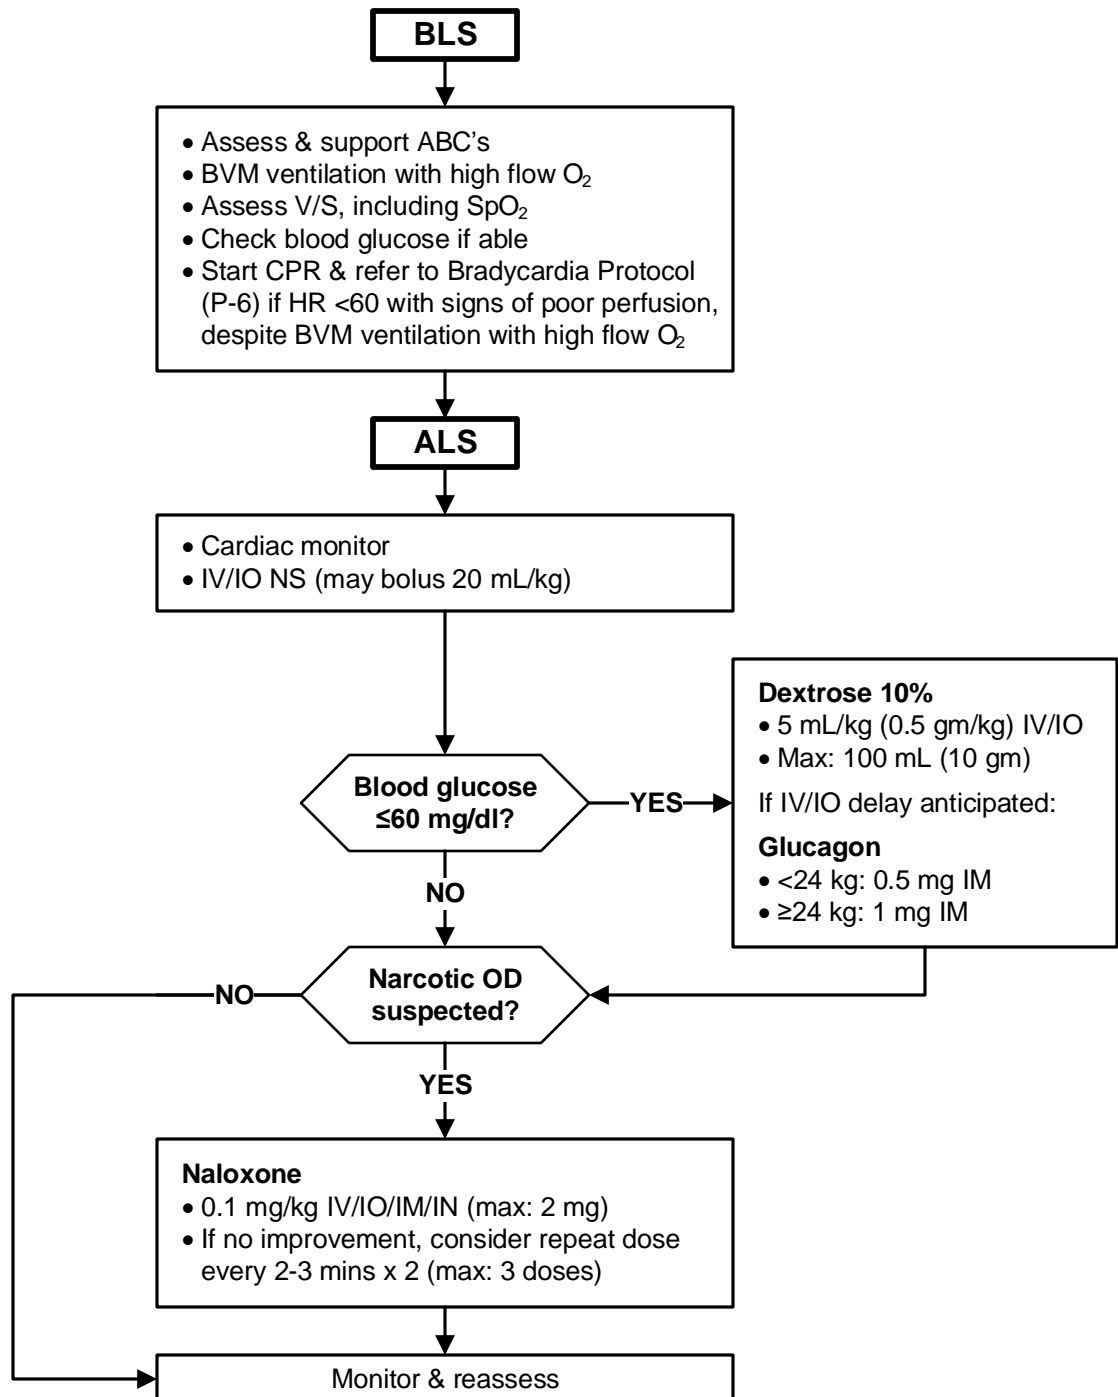 BLS
• Assess & support ABC's
• BVM ventilation with high flow O₂
• Assess V/S, including SpO₂
• Check blood glucose if able
• Start CPR & refer to Bradycardia Protocol
(P-6) if HR <60 with signs of poor perfusion,
despite BVM ventilation with high flow O₂
ALS
• Cardiac monitor
• IV/IO NS (may bolus 20 mL/kg)
Blood glucose
≤60 mg/dl?
YES
Dextrose 10%
• 5 mL/kg (0.5 gm/kg) IV/IO
• Max: 100 mL (10 gm)
If IV/IO delay anticipated:
Glucagon
• <24 kg: 0.5 mg IM
• ≥24 kg: 1 mg IM
NO
Narcotic OD
suspected?
NO
YES
Naloxone
• 0.1 mg/kg IV/IO/IM/IN (max: 2 mg)
• If no improvement, consider repeat dose
every 2-3 mins x 2 (max: 3 doses)
Monitor & reassess